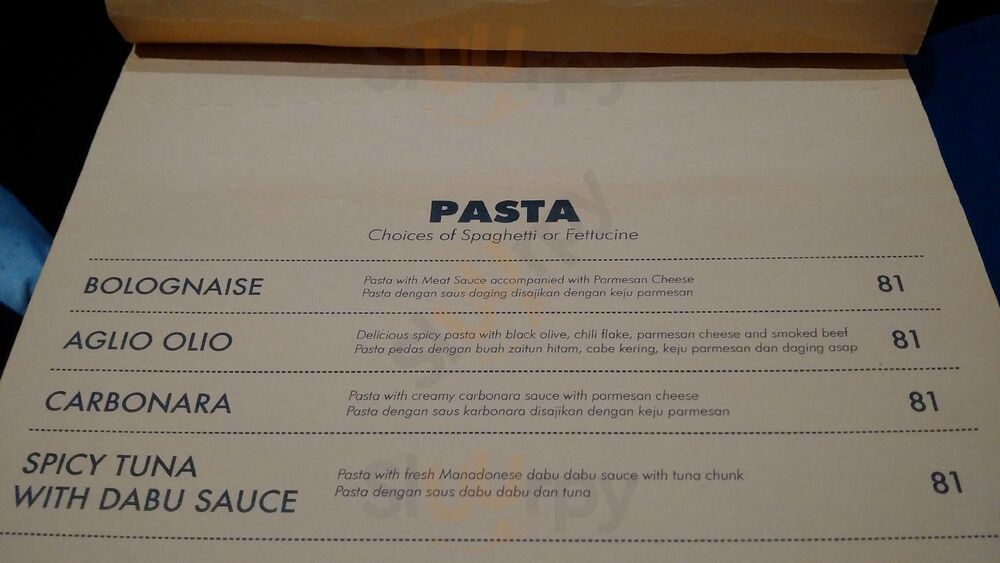 PASTA
Choices of Spaghetti or Fettucine
BOLOGNAISE
Pasta with Meat Sauce accompanied with Parmesan Cheese
Pasta dengan saus daging disajikan dengan keju parmesan
81
AGLIO OLIO
Delicious spicy pasta with black olive, chili flake, parmesan cheese and smoked beef
Pasta pedas dengan buah zaitun hitam, cabe kering, keju parmesan dan daging asap
81
CARBONARA
Pasta with creamy carbonara sauce with parmesan cheese
Pasta dengan saus karbonara disajikan dengan keju parmesan
81
SPICY TUNA
WITH DABU SAUCE
Pasta with fresh Manadonese dabu dabu sauce with tuna chunk
Pasta dengan saus dabu dabu dan tuna
81
sluurpy
sluurpy
sluurpy